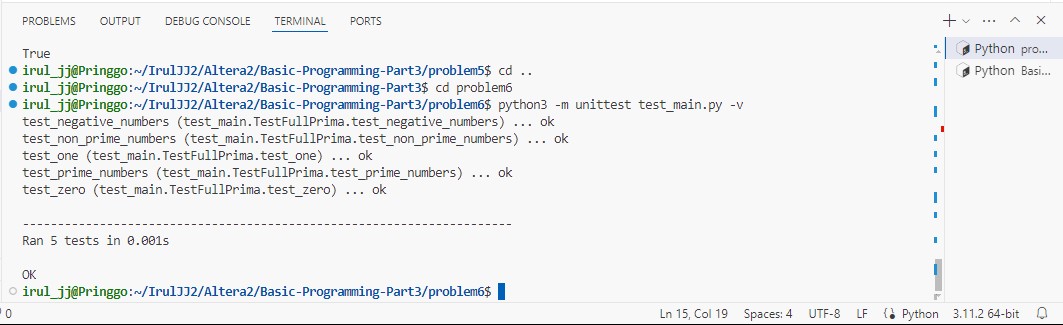 PROBLEMS OUTPUT DEBUG CONSOLE TERMINAL PORTS
True
irul_jj@Pringgo:~/IrulJJ2/Altera2/Basic-Programming-Part3/problem5$ cd ..
irul_jj@Pringgo:~/IrulJJ2/Altera2/Basic-Programming-Part3$ cd problem6
irul_jj@Pringgo:~/IrulJJ2/Altera2/Basic-Programming-Part3/problem6$ python3 -m unittest test_main.py -v
test_negative_numbers (test_main.TestFullPrima.test_negative_numbers) ... ok
test_non_prime_numbers (test_main.TestFullPrima.test_non_prime_numbers) ... ok
test_one (test_main.TestFullPrima.test_one) ... ok
test_prime_numbers (test_main.TestFullPrima.test_prime_numbers) ... ok
test_zero (test_main.TestFullPrima.test_zero) ... ok
----------------------------------------------------------------------
Ran 5 tests in 0.001s
OK
irul_jj@Pringgo:~/IrulJJ2/Altera2/Basic-Programming-Part3/problem6$
Python pro...
Python Basi...
0 Ln 15, Col 19 Spaces: 4 UTF-8 LF Python 3.11.2 64-bit